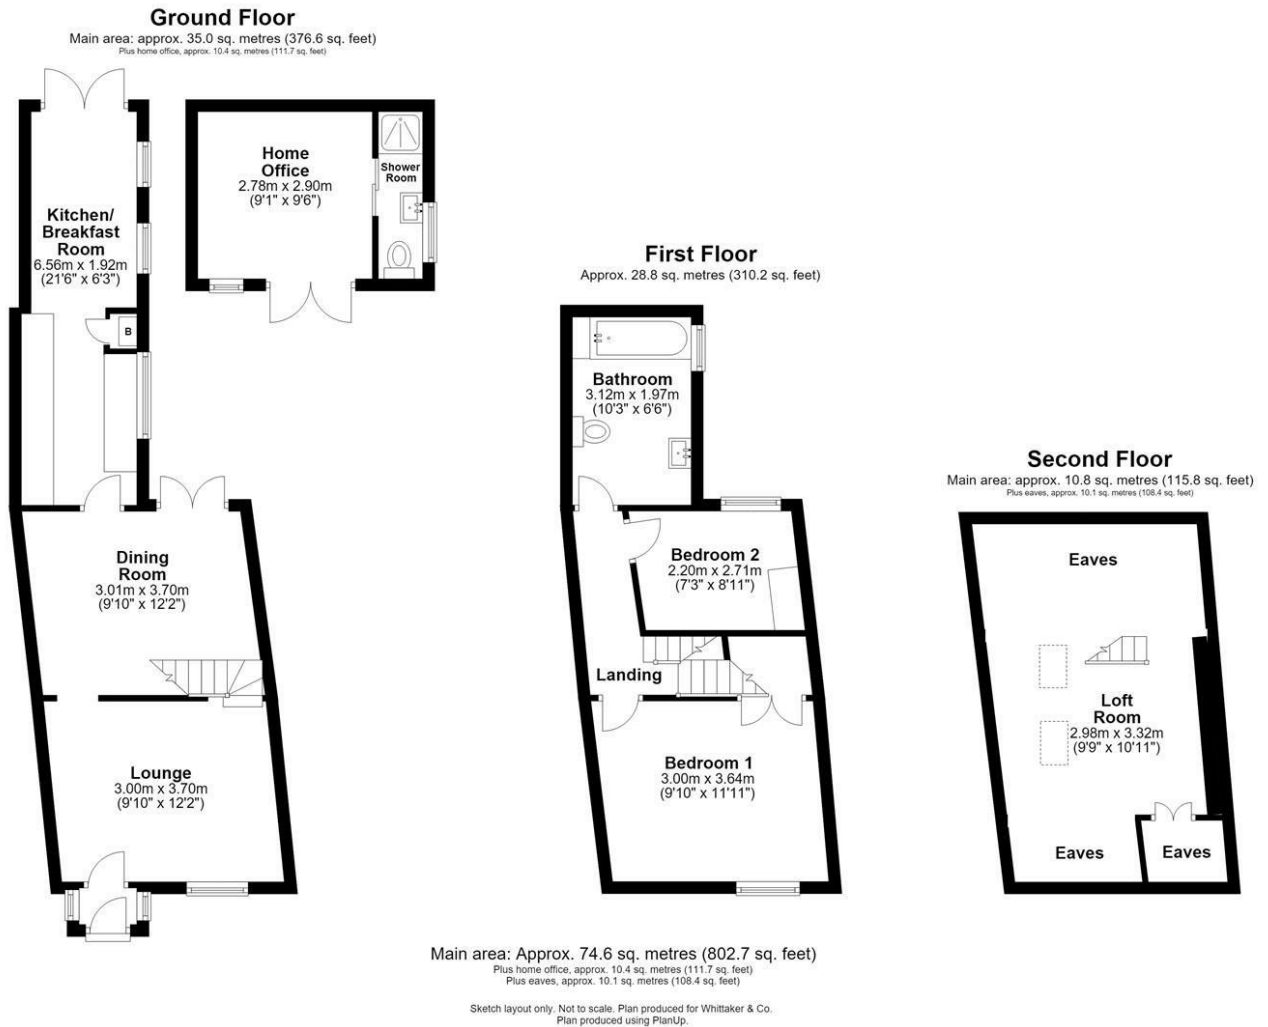 Ground Floor
Main area: approx. 35.0 sq. metres (376.6 sq. feet)
Plus home office, approx. 10.4 sq. metres (111.7 sq. feet)
Kitchen/
Breakfast
Room
6.56m x 1.92m
(21'6" x 6'3")
B
Home
Office
2.78m x 2.90m
(9'1" x 9'6")
Shower
Room
Dining
Room
3.01m x 3.70m
(9'10" x 12'2")
Lounge
3.00m x 3.70m
(9'10" x 12'2")
First Floor
Approx. 28.8 sq. metres (310.2 sq. feet)
Bathroom
3.12m x 1.97m
(10'3" x 6'6")
Bedroom 2
2.20m x 2.71m
(7'3" x 8'11")
Landing
Bedroom 1
3.00m x 3.64m
(9'10" x 11'11")
Second Floor
Main area: approx. 10.8 sq. metres (115.8 sq. feet)
Plus eaves, approx. 10.1 sq. metres (108.4 sq. feet)
Eaves
Loft
Room
2.98m x 3.32m
(9'9" x 10'11")
Eaves
Eaves
Main area: Approx. 74.6 sq. metres (802.7 sq. feet)
Plus home office, approx. 10.4 sq. metres (111.7 sq. feet)
Plus eaves, approx. 10.1 sq. metres (108.4 sq. feet)
Sketch layout only. Not to scale. Plan produced for Whittaker & Co.
Plan produced using PlanUp.